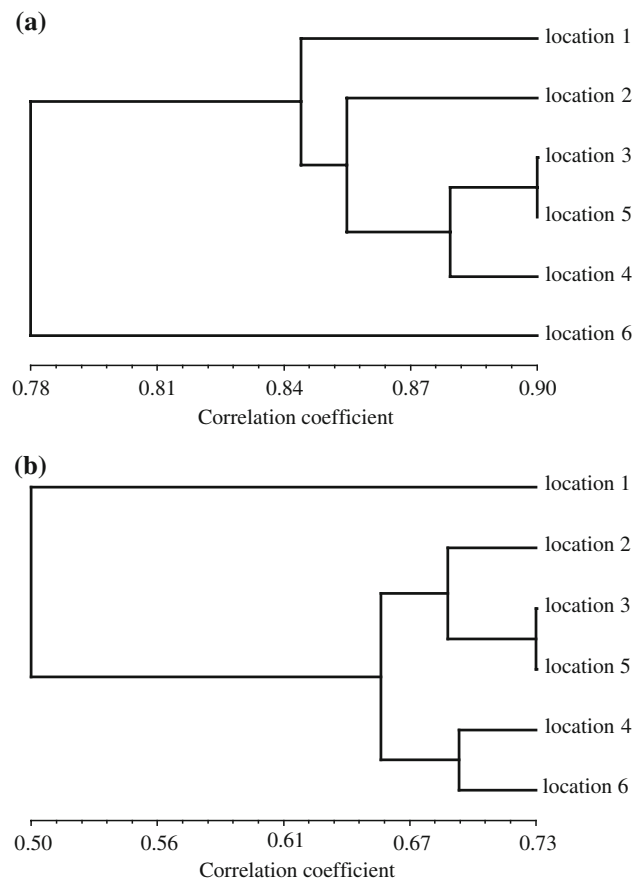 (a)
location 1
location 2
location 3
location 5
location 4
location 6
0.78 0.81 0.84 0.87 0.90
Correlation coefficient
(b)
location 1
location 2
location 3
location 5
location 4
location 6
0.50 0.56 0.61 0.67 0.73
Correlation coefficient